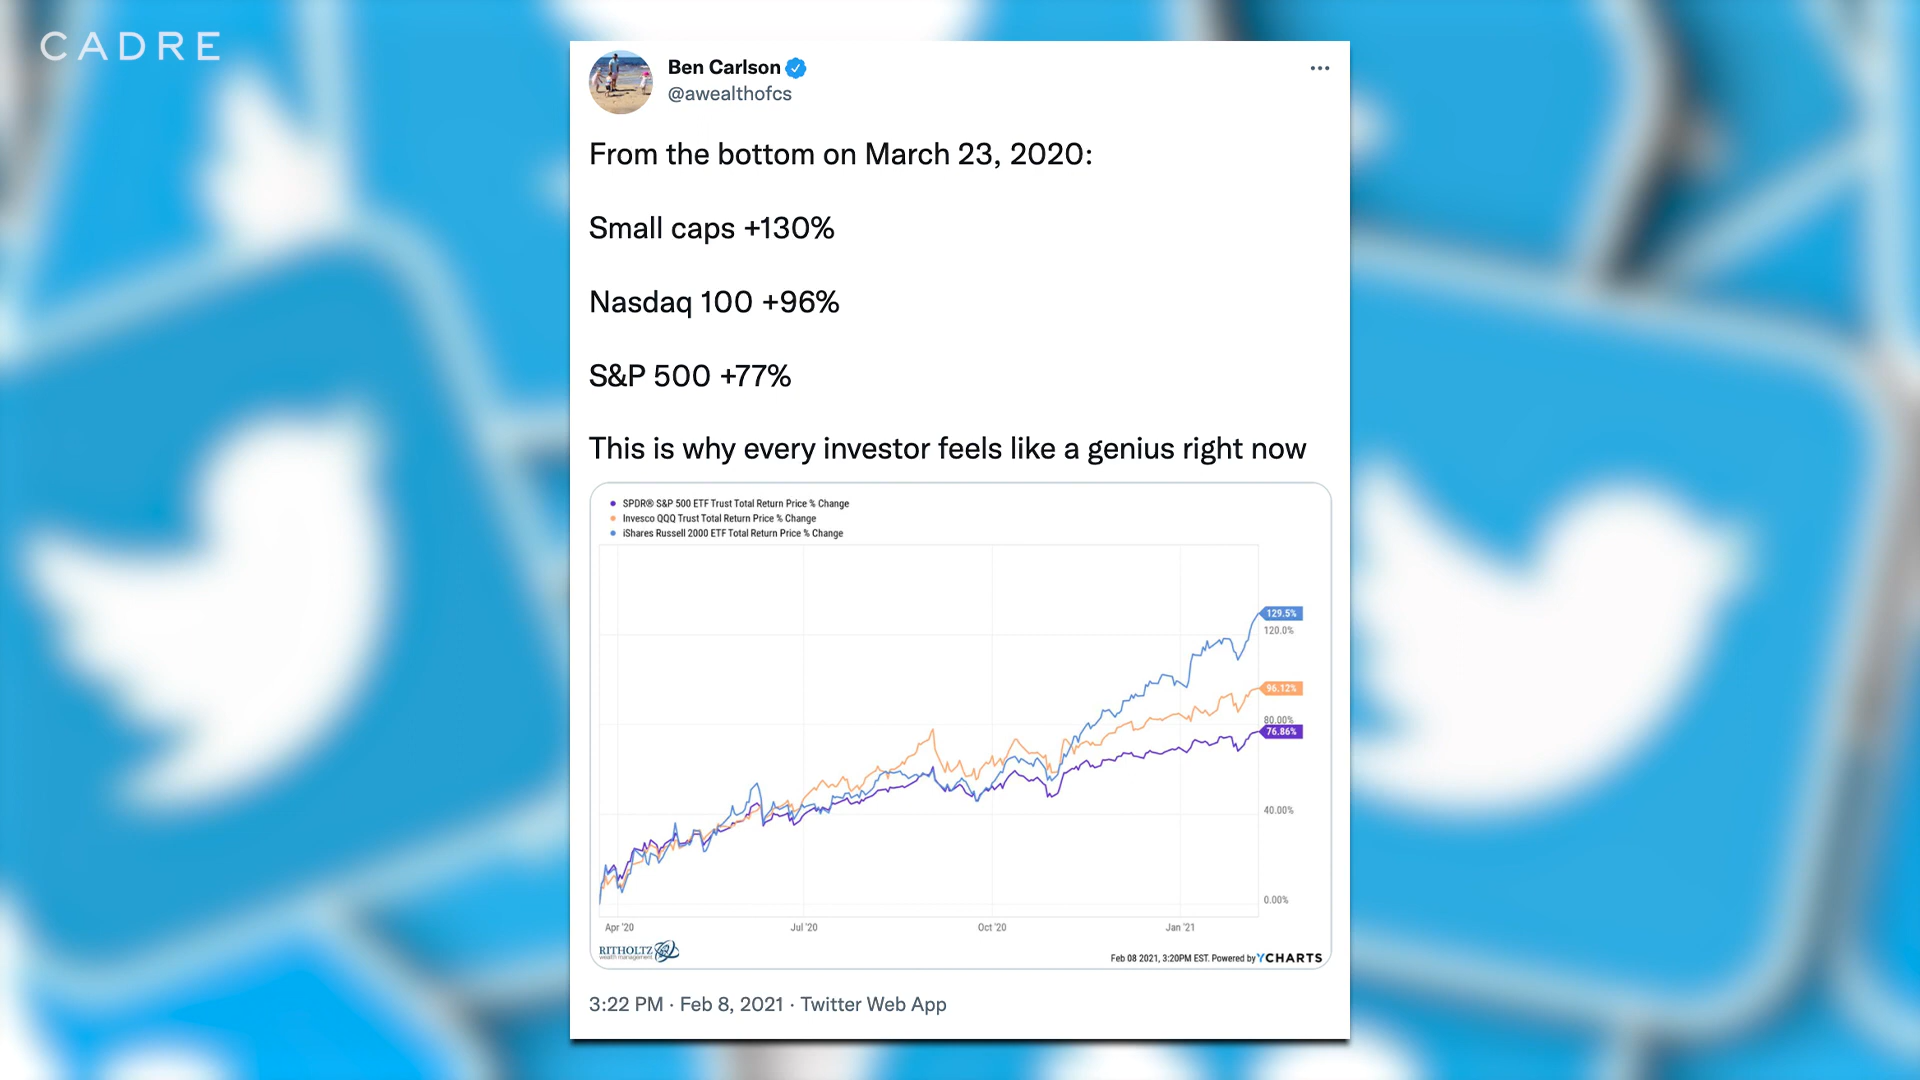 CADRE
Ben Carlson
@awealthofcs
From the bottom on March 23, 2020:
Small caps +130%
Nasdaq 100 +96%
S&P 500 +77%
This is why every investor feels like a genius right now
SPDR® S&P 500 ETF Trust Total Return Price % Change
Invesco QQQ Trust Total Return Price % Change
iShares Russell 2000 ETF Total Return Price % Change
129.5%
120.0%
96.12%
80.00%
76.86%
40.00%
0.00%
Apr '20 Jul '20 Oct '20 Jan '21
RITHOLTZ
wealth management
Feb 08 2021, 3:20PM EST. Powered by YCHARTS
3:22 PM · Feb 8, 2021 · Twitter Web App